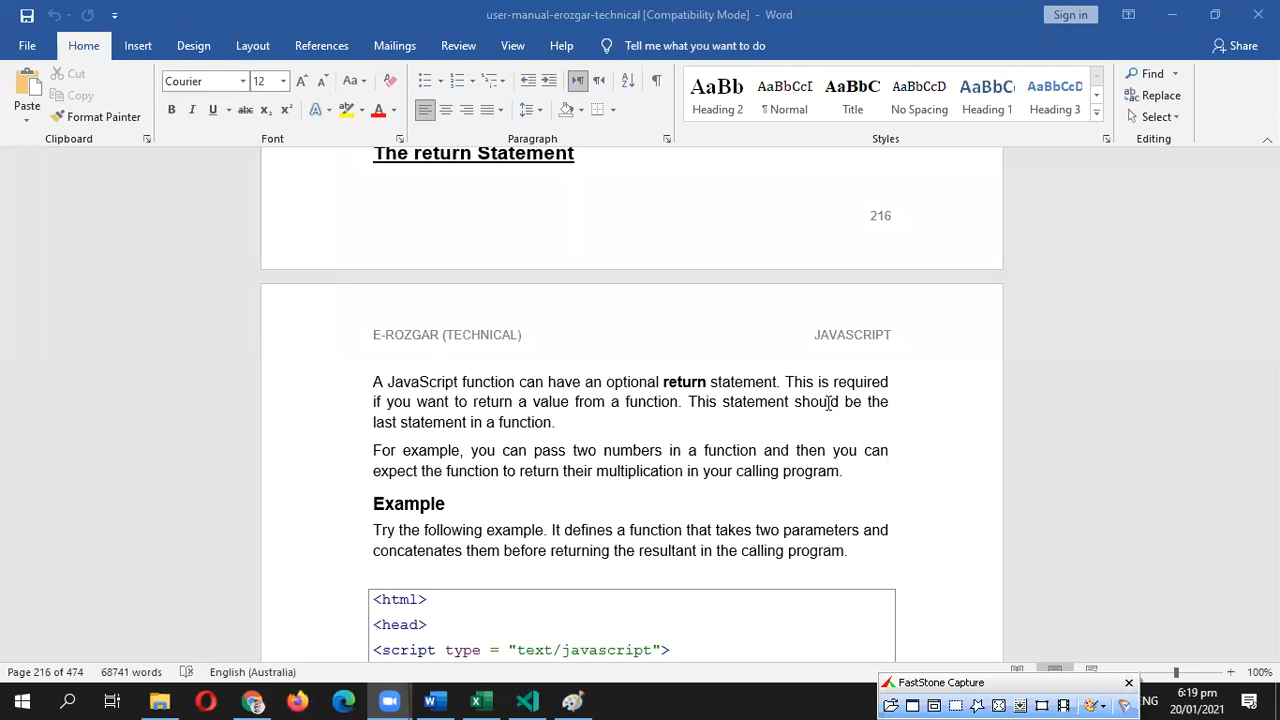 user-manual-erozgar-technical [Compatibility Mode] - Word
Sign in
File Home Insert Design Layout References Mailings Review View Help Tell me what you want to do Share
Paste
Cut
Copy
Format Painter
Clipboard
Courier 12
Aa
B I U abc x₂ x² A A
Font
Paragraph
AaBb AaBbCcI AaBbC AaBbCcDc AaBbC AaBbCcD
Heading 2 ¶ Normal Title No Spacing Heading 1 Heading 3
Styles
Find
Replace
Select
Editing
The return Statement
216
E-ROZGAR (TECHNICAL) JAVASCRIPT
A JavaScript function can have an optional return statement. This is required
if you want to return a value from a function. This statement should be the
last statement in a function.
For example, you can pass two numbers in a function and then you can
expect the function to return their multiplication in your calling program.
Example
Try the following example. It defines a function that takes two parameters and
concatenates them before returning the resultant in the calling program.
<html>
<head>
<script type = "text/javascript">
Page 216 of 474 68741 words English (Australia) 100%
FastStone Capture
ENG
6:19 pm
20/01/2021